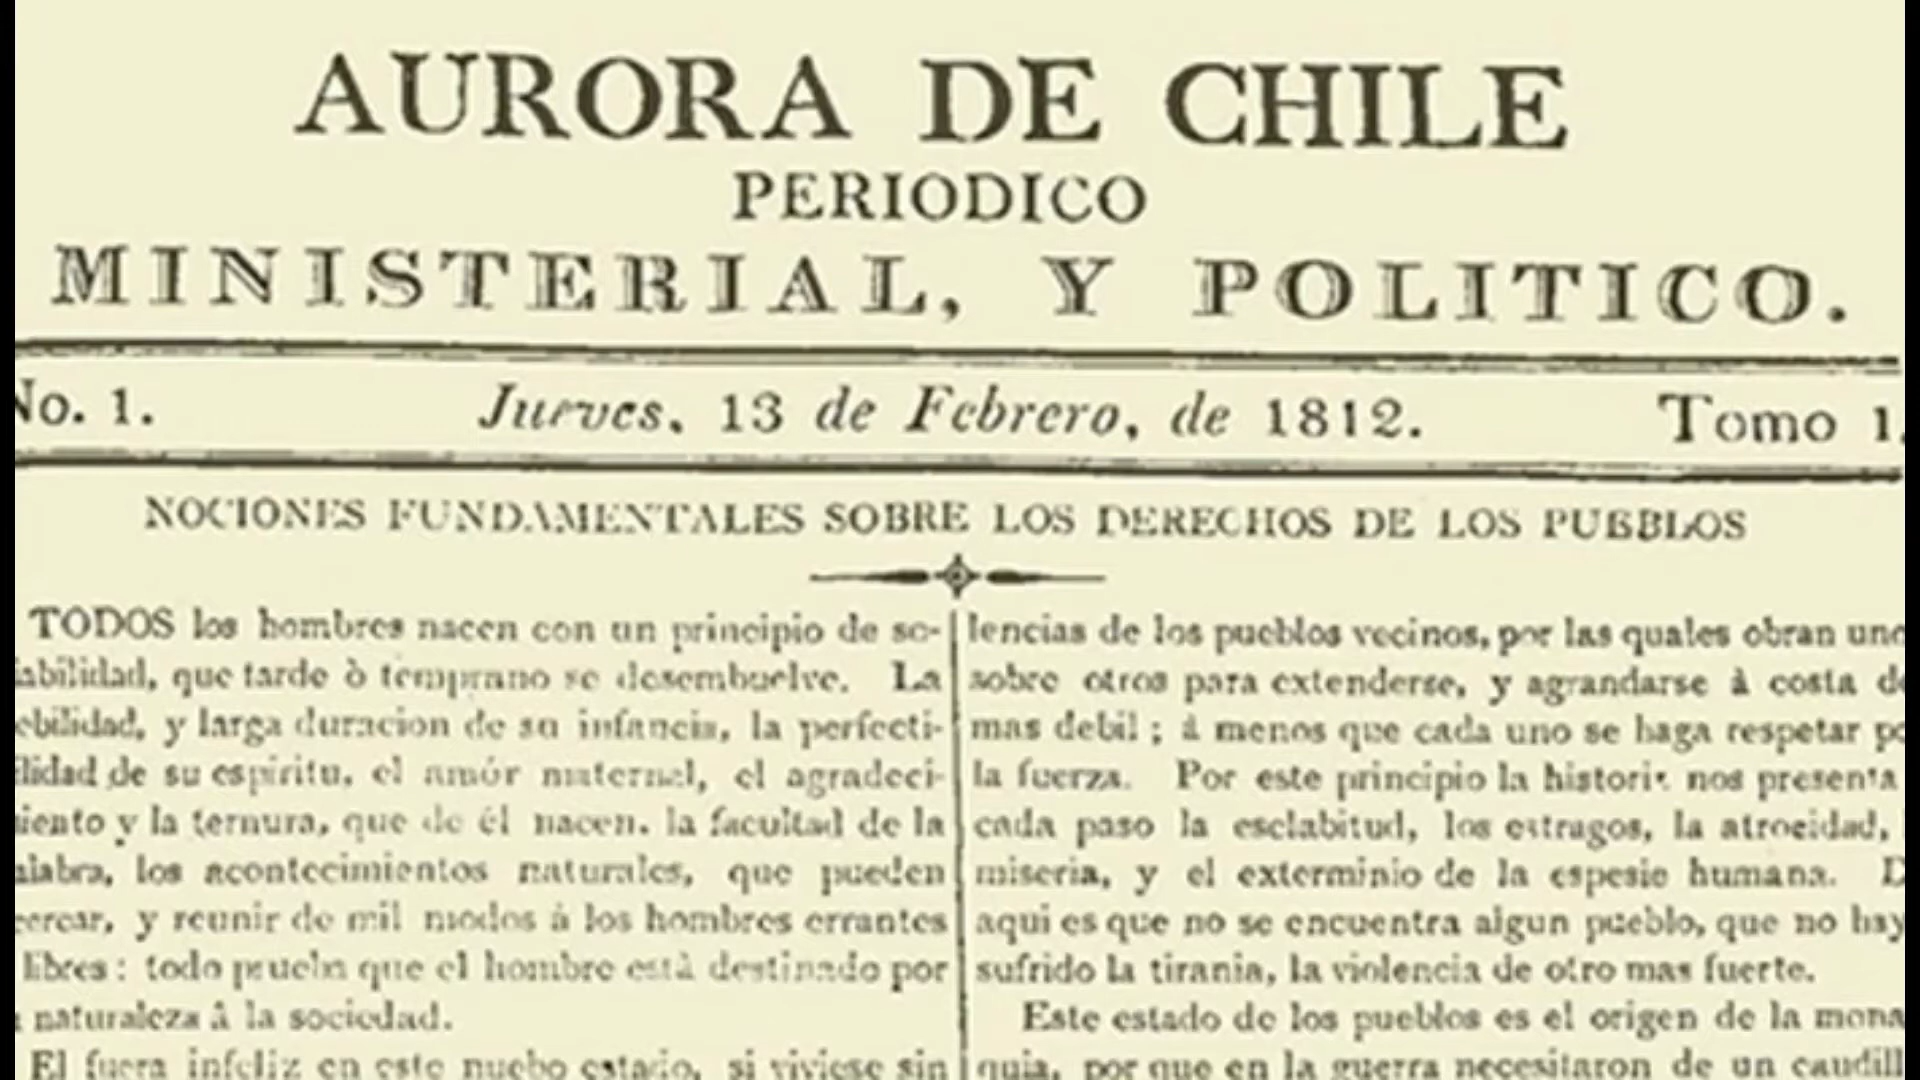 AURORA DE CHILE
PERIODICO
MINISTERIAL, Y POLITICO.
No. 1. Jueves, 13 de Febrero, de 1812. Tomo 1.
NOCIONES FUNDAMENTALES SOBRE LOS DERECHOS DE LOS PUEBLOS
TODOS los hombres nacen con un principio de so-
abilidad, que tarde ò temprano se desembuelve. La
ebilidad, y larga duracion de su infancia, la perfecti-
ilidad de su espiritu, el amór maternal, el agradeci-
iento y la ternura, que de él nacen, la facultad de la
alabra, los acontecimientos naturales, que pueden
cercar, y reunir de mil modos á los hombres errantes
libres: todo prueba que el hombre está destinado por
naturaleza â la sociedad.
El fuera infeliz en este nuebo estado, si viviese sin
lencias de los pueblos vecinos, por las quales obran uno
sobre otros para extenderse, y agrandarse à costa de
mas debil; á menos que cada uno se haga respetar po
la fuerza. Por este principio la historia nos presenta
cada paso la esclabitud, los estragos, la atrocidad,
miseria, y el exterminio de la espesie humana. D
aqui es que no se encuentra algun pueblo, que no hay
sufrido la tirania, la violencia de otro mas fuerte.
Este estado de los pueblos es el origen de la mona
quia, por que en la guerra necesitaron de un caudill